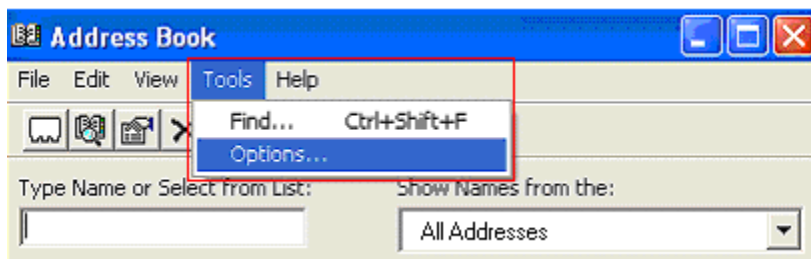 Address Book
File Edit View Tools Help
Find... Ctrl+Shift+F
Options...
Type Name or Select from List: Show Names from the:
All Addresses